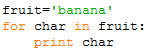 fruit='banana'
for char in fruit:
    print char